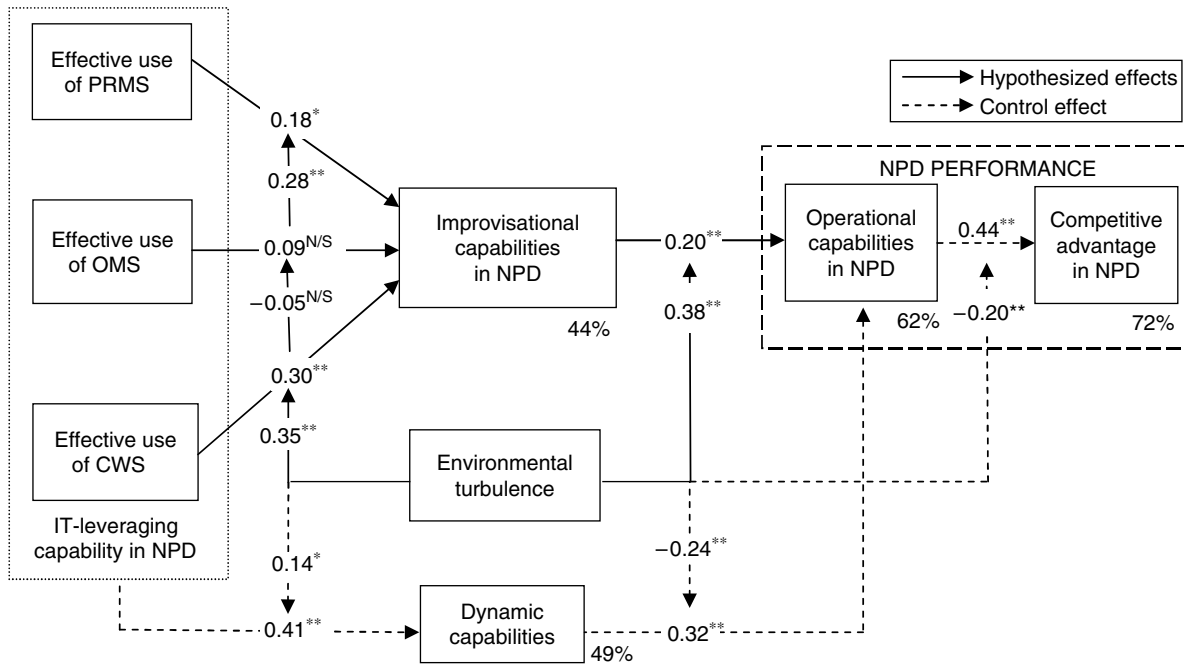 Effective use
of PRMS
Hypothesized effects
Control effect
0.18*
NPD PERFORMANCE
0.28**
Effective use
of OMS
Improvisational
capabilities
in NPD
Operational
capabilities
in NPD
Competitive
advantage
in NPD
0.09N/S
0.20**
0.44**
−0.05N/S
0.38**
−0.20**
44%
62%
72%
0.30**
Effective use
of CWS
0.35**
Environmental
turbulence
IT-leveraging
capability in NPD
0.14*
−0.24**
0.41**
Dynamic
capabilities
0.32**
49%